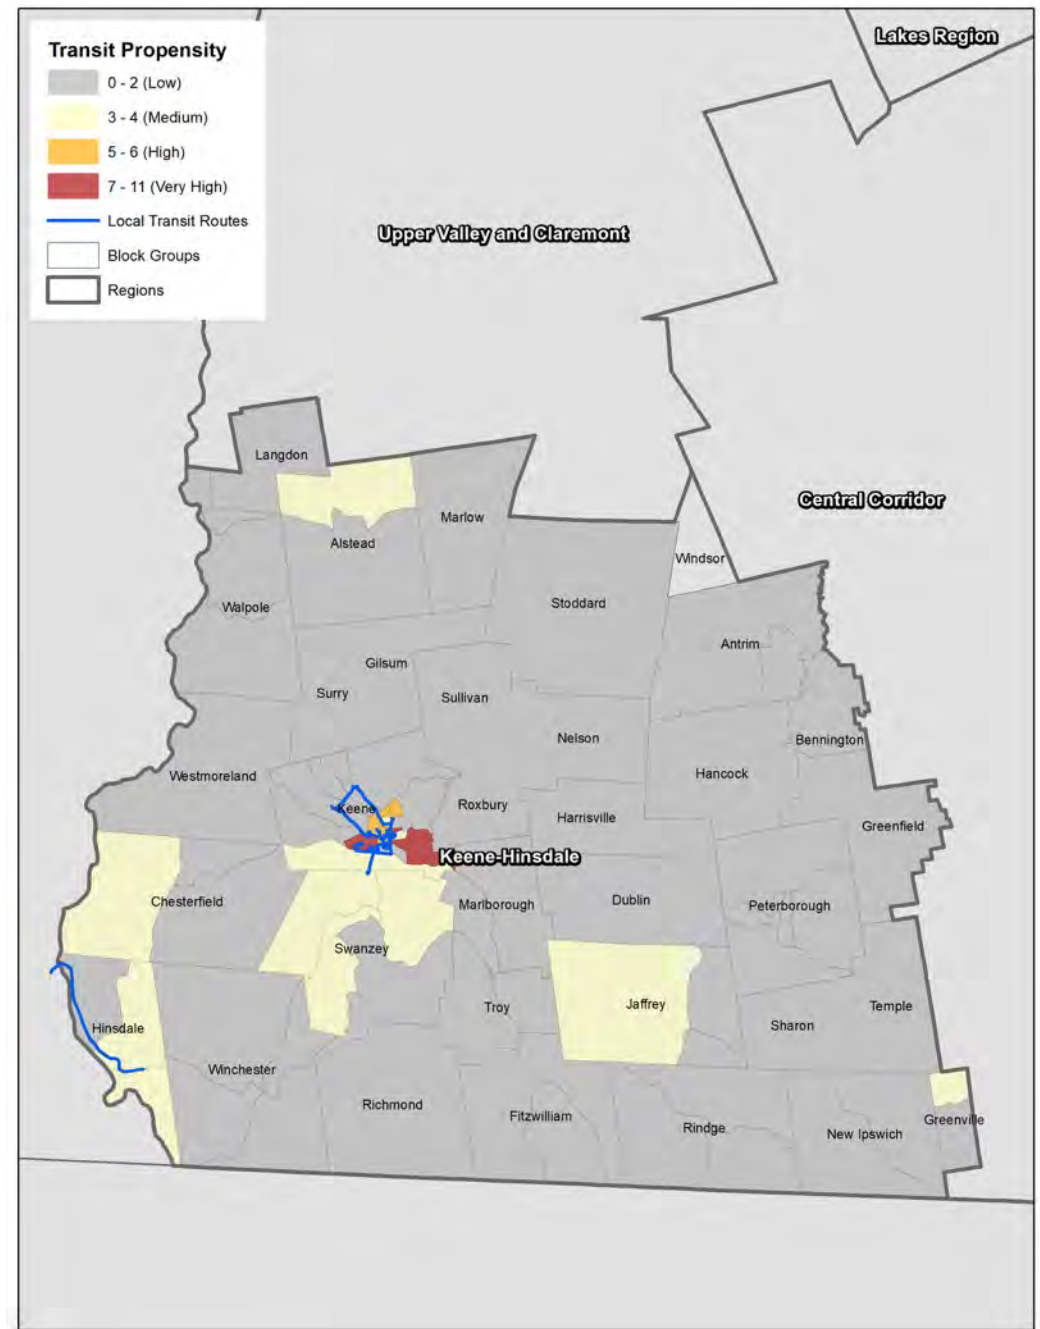 Transit Propensity
0 - 2 (Low)
3 - 4 (Medium)
5 - 6 (High)
7 - 11 (Very High)
Local Transit Routes
Block Groups
Regions
Lakes Region
Upper Valley and Claremont
Central Corridor
Langdon
Marlow
Alstead
Windsor
Walpole
Stoddard
Antrim
Gilsum
Surry
Sullivan
Nelson
Bennington
Westmoreland
Hancock
Keene
Roxbury
Harrisville
Greenfield
Keene-Hinsdale
Chesterfield
Marlborough
Dublin
Peterborough
Swanzey
Jaffrey
Troy
Temple
Hinsdale
Sharon
Winchester
Richmond
Fitzwilliam
Rindge
New Ipswich
Greenville